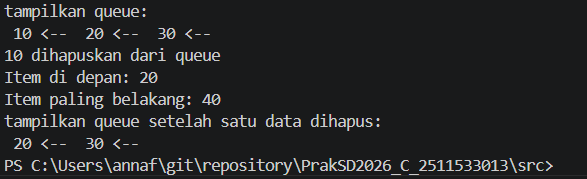 tampilkan queue:
 10 <--  20 <--  30 <--
10 dihapuskan dari queue
Item di depan: 20
Item paling belakang: 40
tampilkan queue setelah satu data dihapus:
 20 <--  30 <--
PS C:\Users\annaf\git\repository\PrakSD2026_C_2511533013\src>